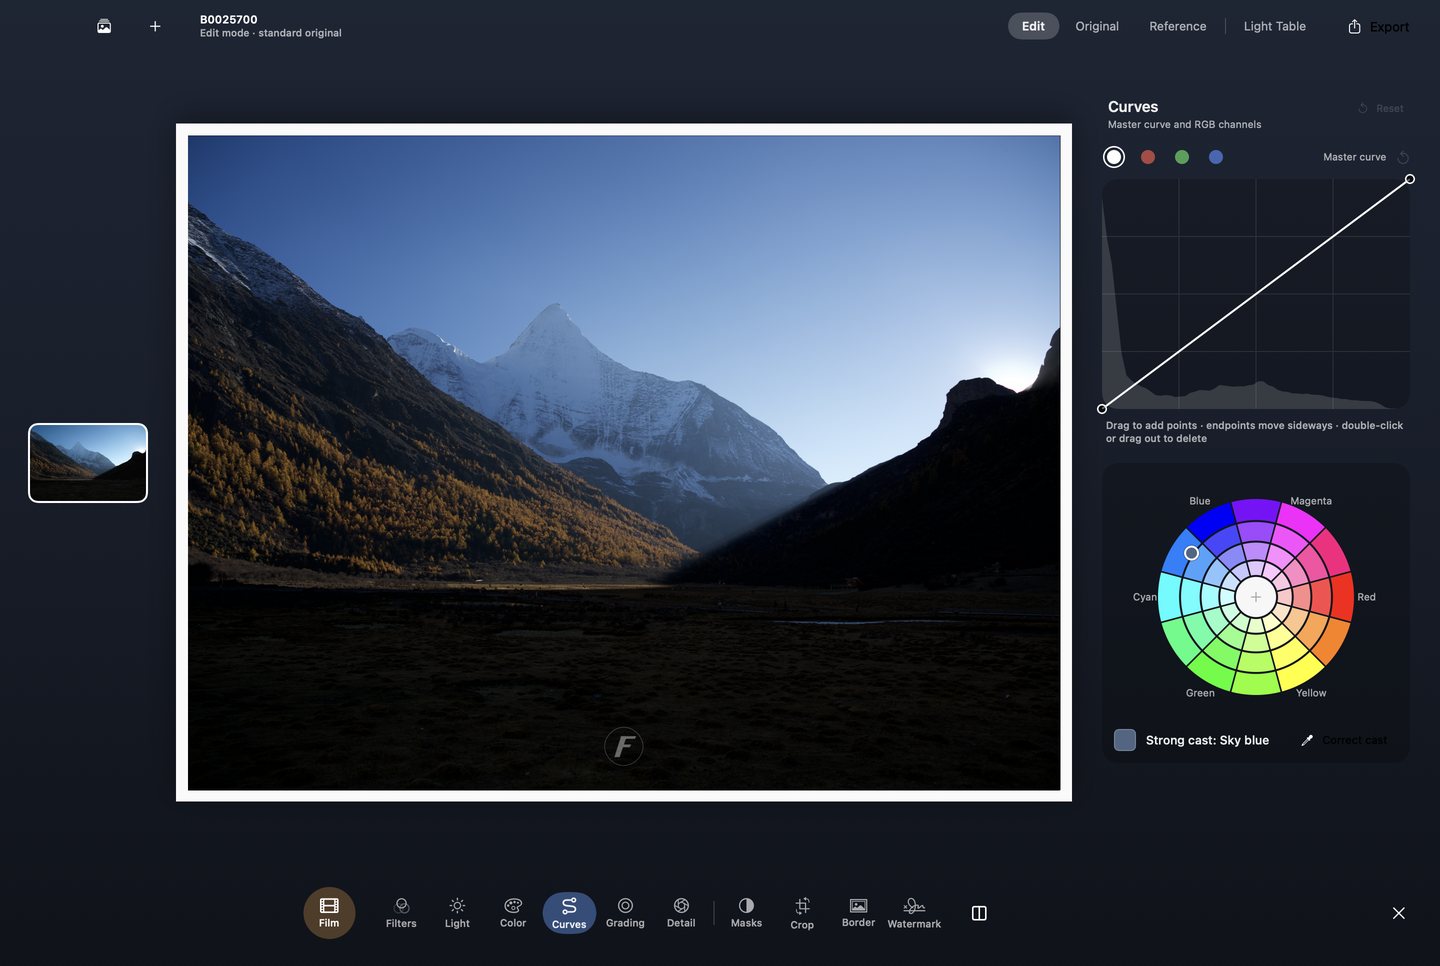 B0025700
Edit mode · standard original
Edit
Original
Reference
Light Table
Export
Curves
Reset
Master curve and RGB channels
Master curve
Drag to add points · endpoints move sideways · double-click
or drag out to delete
Blue
Magenta
Cyan
Red
Green
Yellow
Strong cast: Sky blue
Correct cast
F
Film
Filters
Light
Color
Curves
Grading
Detail
Masks
Crop
Border
Watermark